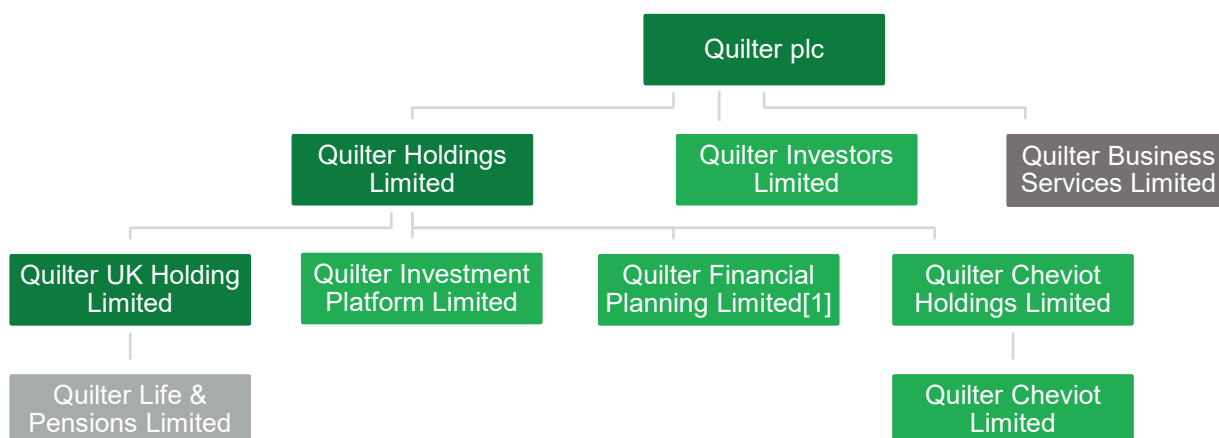 Quilter plc
Quilter Holdings
Limited
Quilter Investors
Limited
Quilter Business
Services Limited
Quilter UK Holding
Limited
Quilter Investment
Platform Limited
Quilter Financial
Planning Limited[1]
Quilter Cheviot
Holdings Limited
Quilter Life &
Pensions Limited
Quilter Cheviot
Limited